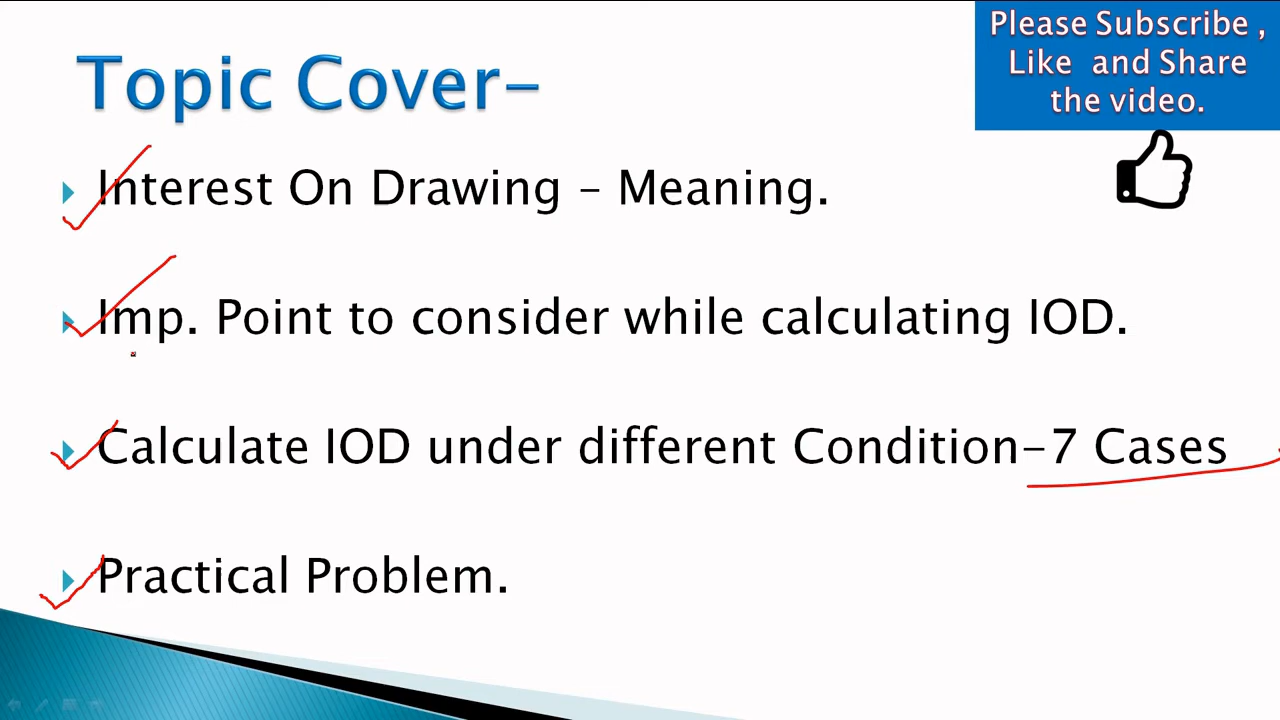 Topic Cover-
Please Subscribe ,
Like and Share
the video.
Interest On Drawing – Meaning.
Imp. Point to consider while calculating IOD.
Calculate IOD under different Condition-7 Cases
Practical Problem.